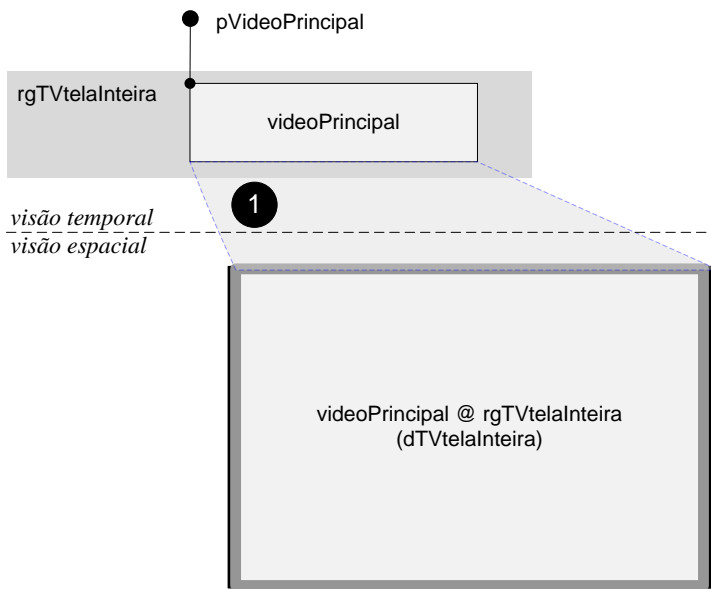 pVideoPrincipal
rgTVtelaInteira
videoPrincipal
1
visão temporal
visão espacial
videoPrincipal @ rgTVtelaInteira
(dTVtelaInteira)